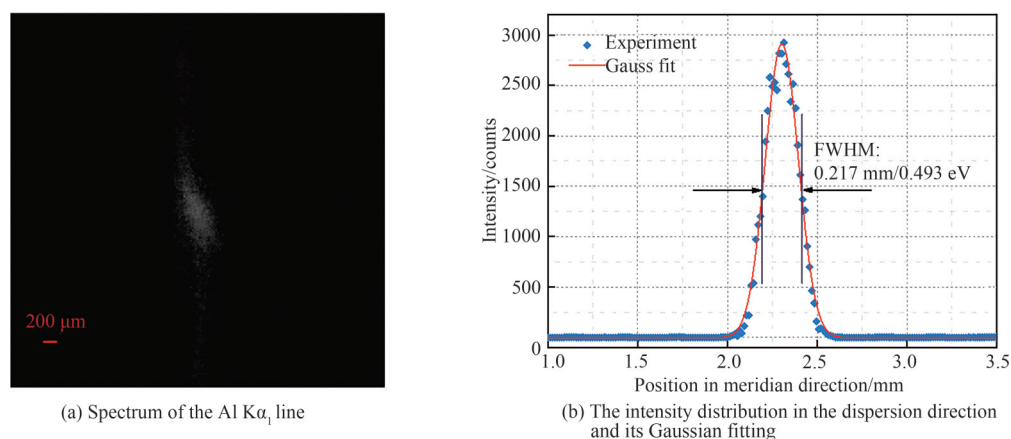 200 μm
(a) Spectrum of the Al Kα₁ line
3000
2500
2000
1500
1000
500
0
Intensity/counts
Experiment
Gauss fit
FWHM:
0.217 mm/0.493 eV
1.0 1.5 2.0 2.5 3.0 3.5
Position in meridian direction/mm
(b) The intensity distribution in the dispersion direction
and its Gaussian fitting